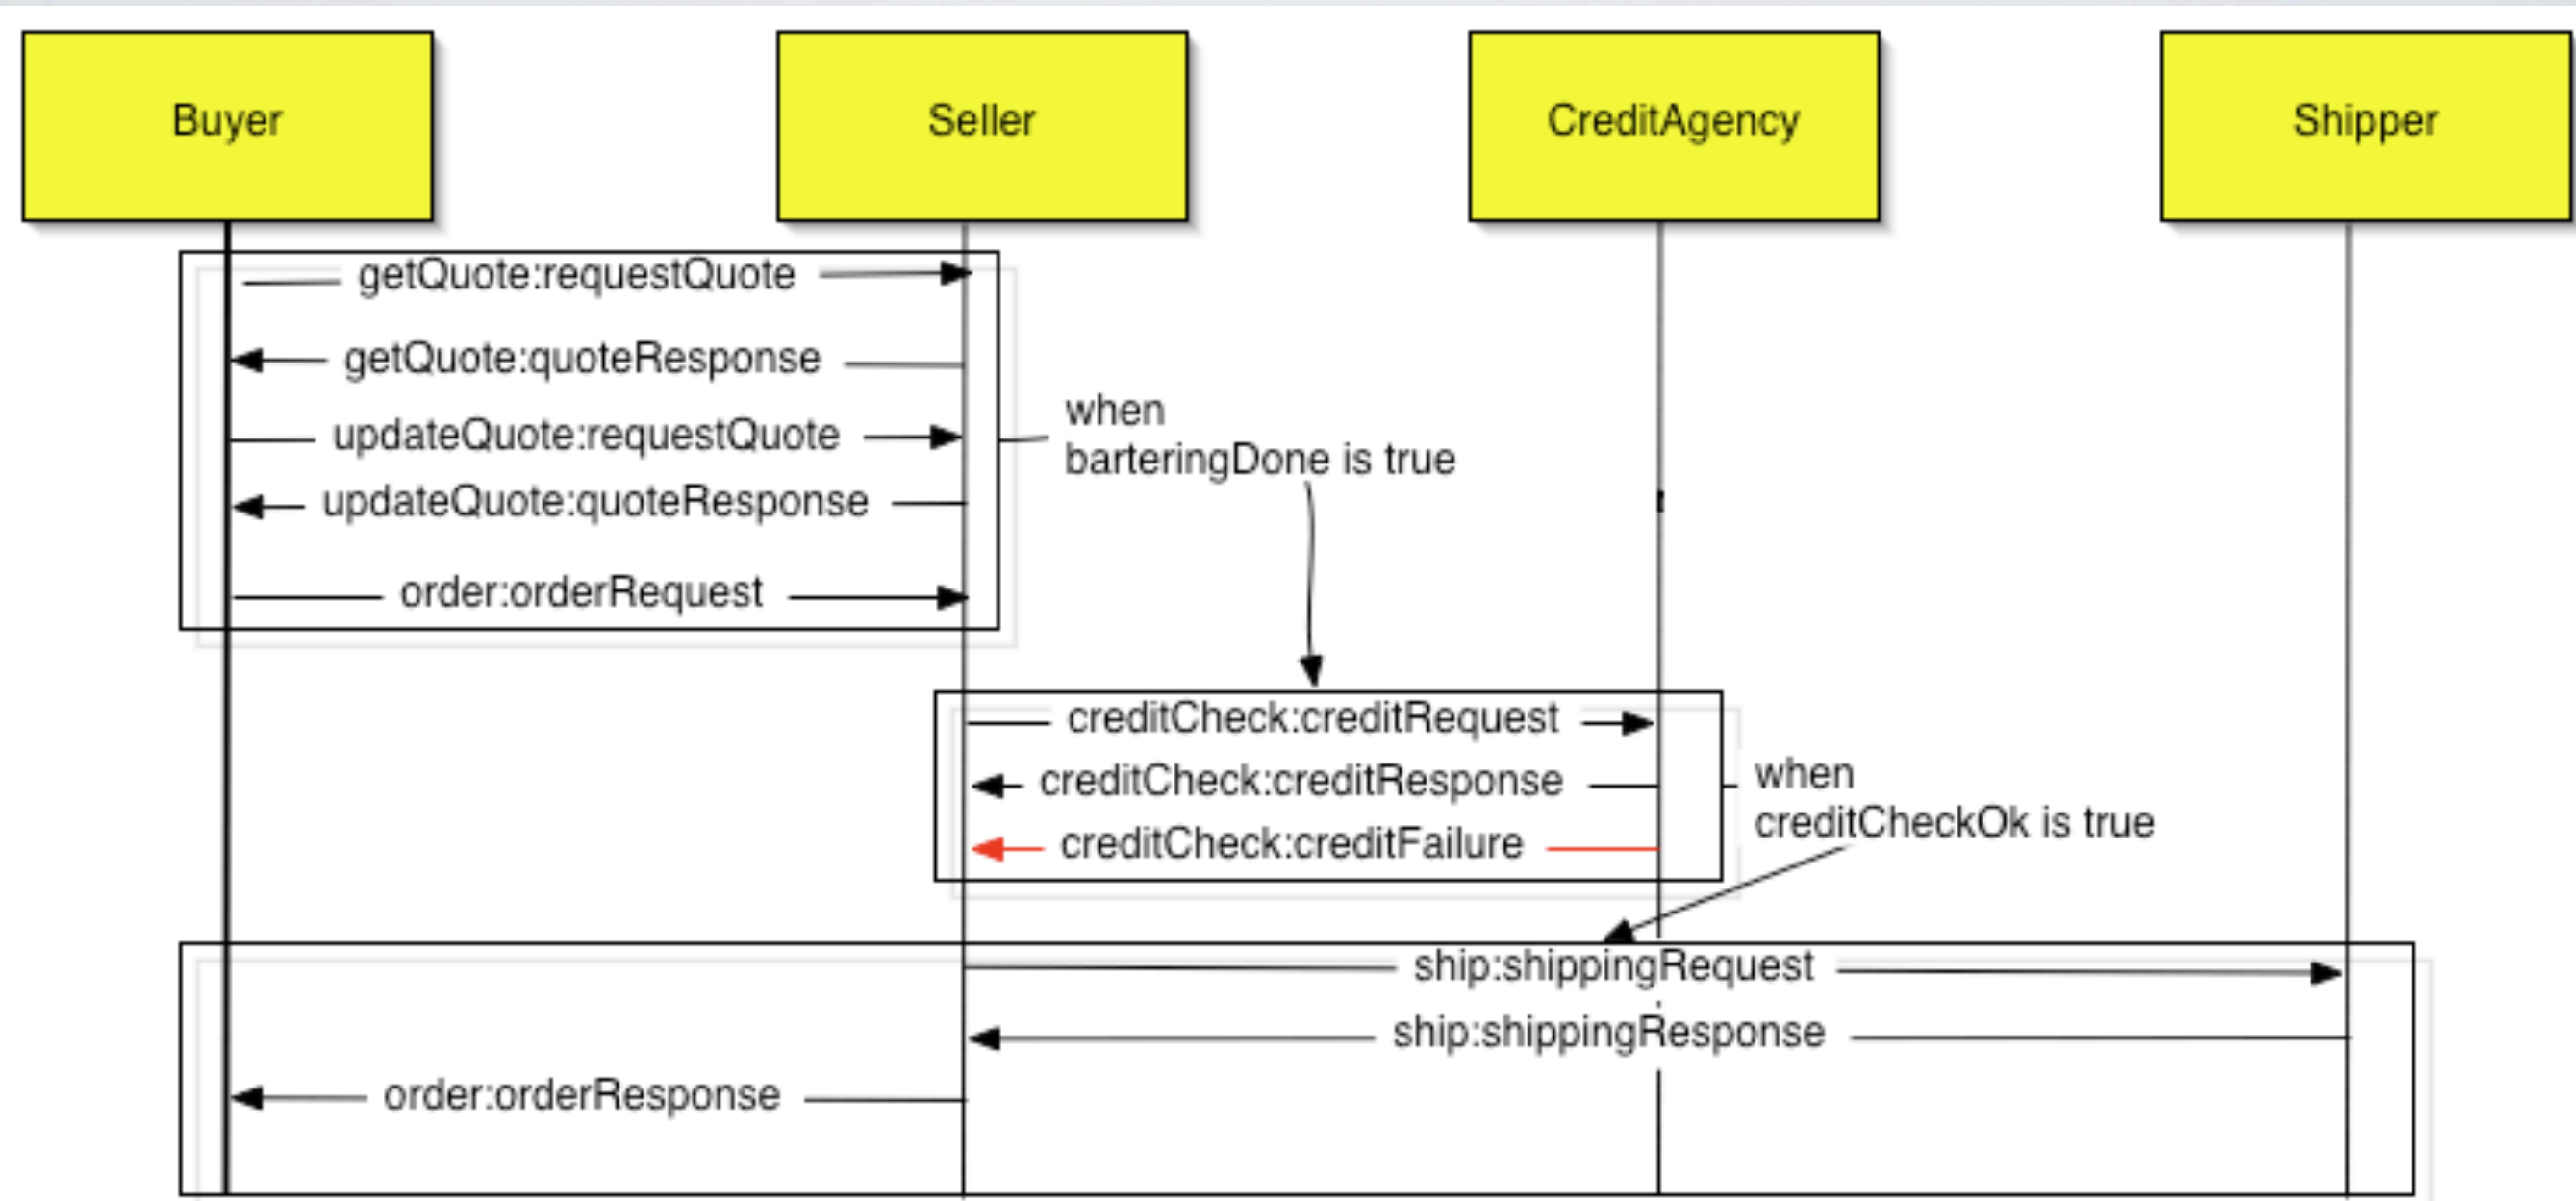 Buyer
Seller
CreditAgency
Shipper
getQuote:requestQuote
getQuote:quoteResponse
updateQuote:requestQuote
updateQuote:quoteResponse
order:orderRequest
when
barteringDone is true
creditCheck:creditRequest
creditCheck:creditResponse
creditCheck:creditFailure
when
creditCheckOk is true
ship:shippingRequest
ship:shippingResponse
order:orderResponse